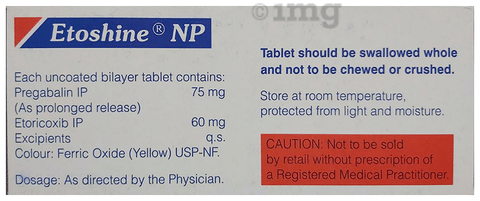 1mg
Etoshine® NP
Each uncoated bilayer tablet contains:
Pregabalin IP 75 mg
(As prolonged release)
Etoricoxib IP 60 mg
Excipients q.s.
Colour: Ferric Oxide (Yellow) USP-NF.
Dosage: As directed by the Physician.
Tablet should be swallowed whole
and not to be chewed or crushed.
Store at room temperature,
protected from light and moisture.
CAUTION: Not to be sold
by retail without prescription of
a Registered Medical Practitioner.